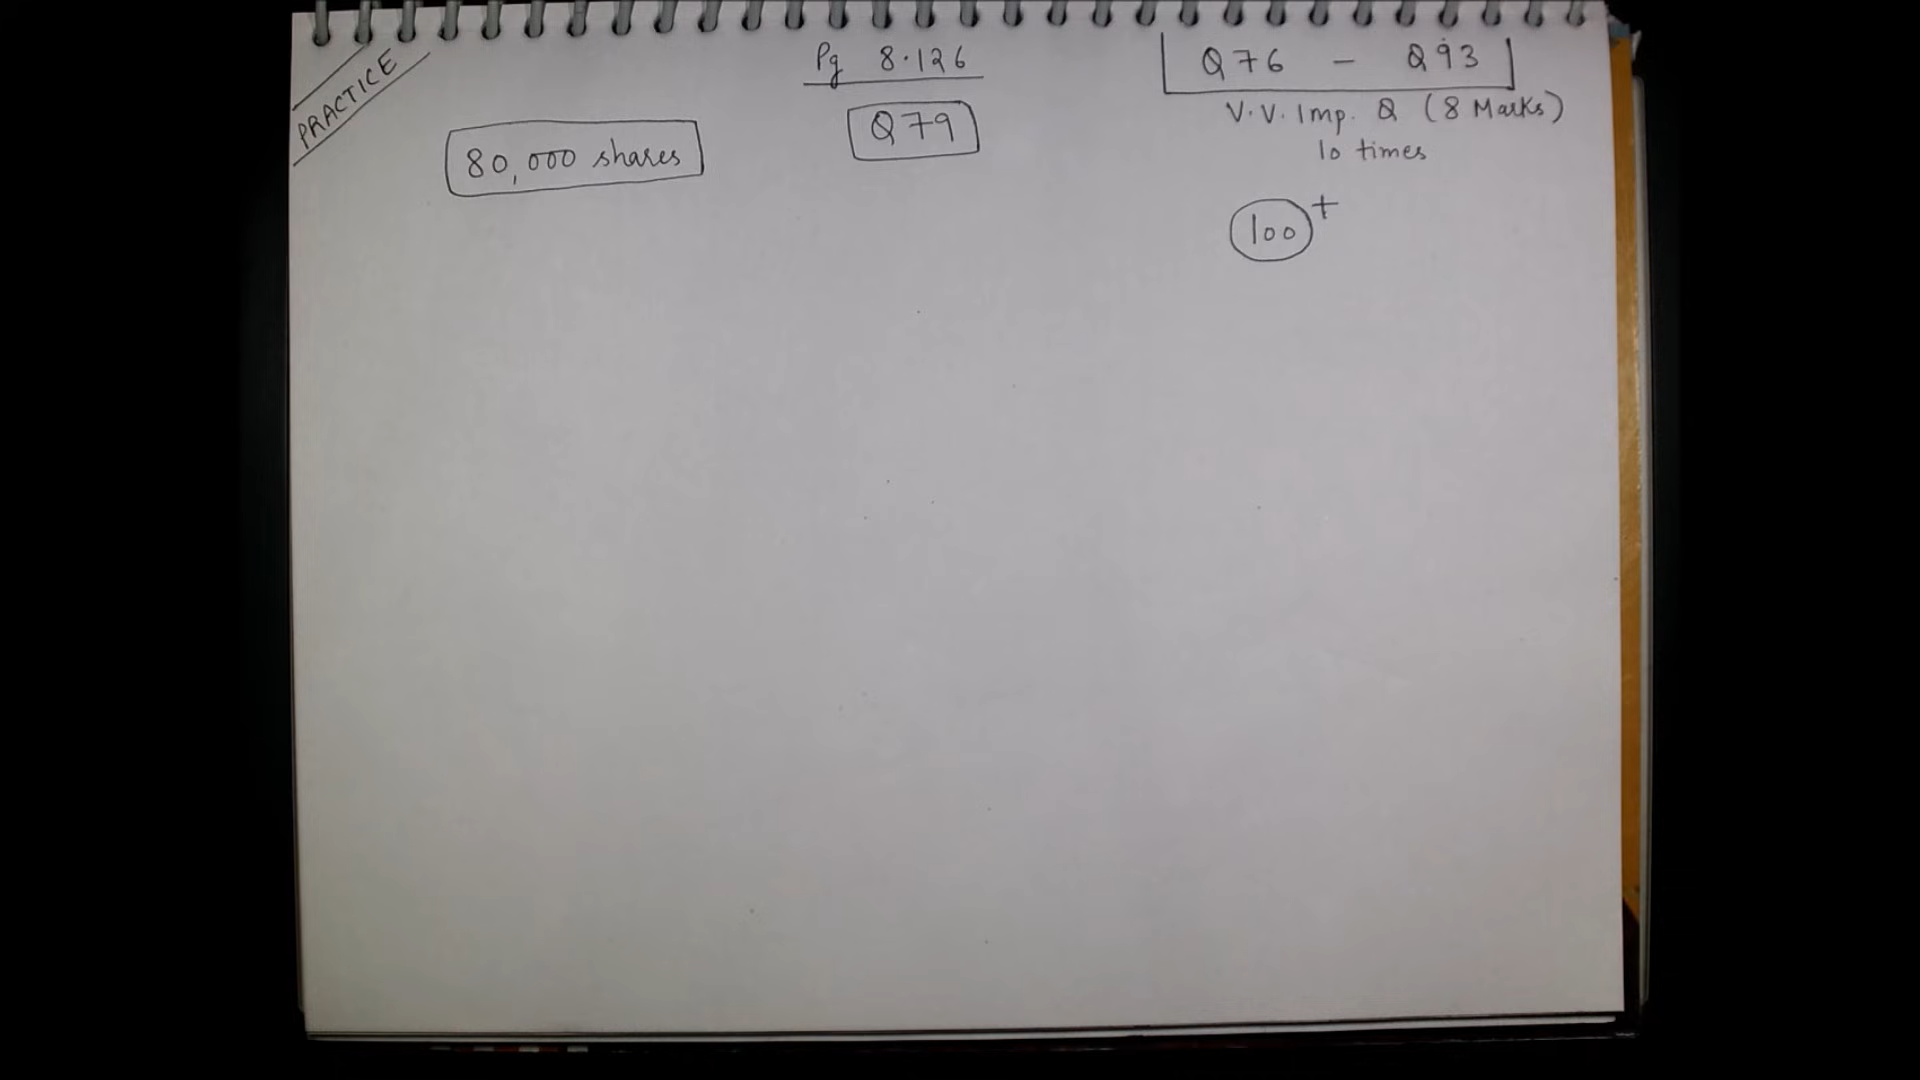 PRACTICE
Pg 8.126
Q79
80,000 shares
Q76 - Q93
V.V. Imp. Q (8 Marks)
10 times
100+